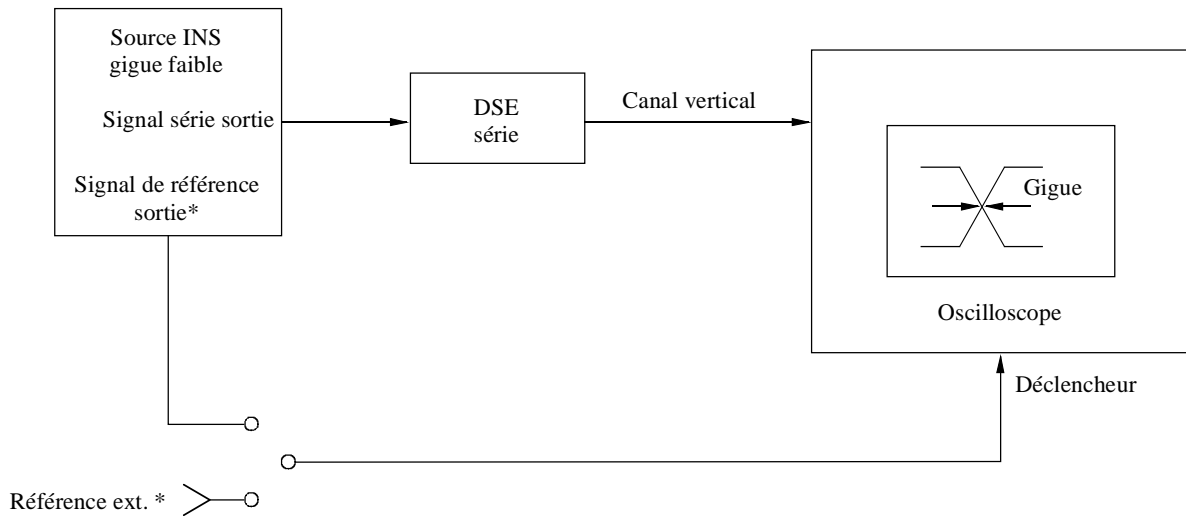 Source INS
gigue faible
Signal série sortie
Signal de référence
sortie*
DSE
série
Canal vertical
Gigue
Oscilloscope
Déclencheur
Référence ext. *